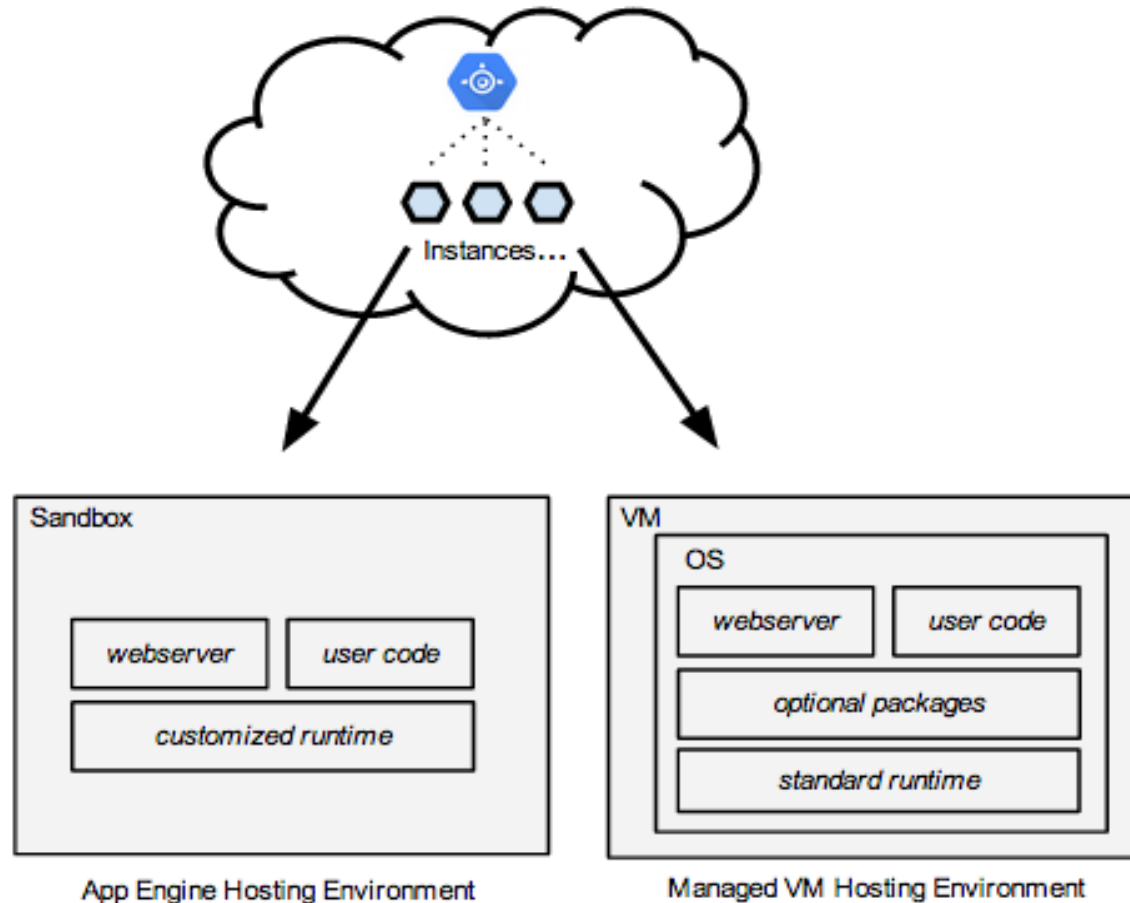 Instances...
Sandbox
webserver
user code
customized runtime
App Engine Hosting Environment
VM
OS
webserver
user code
optional packages
standard runtime
Managed VM Hosting Environment